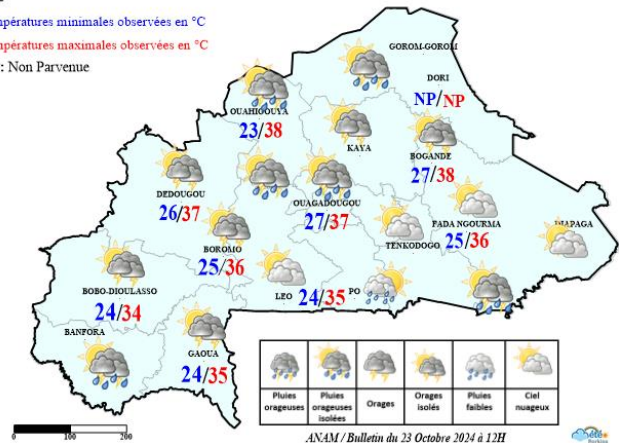 mpératures minimales observées en °C
mpératures maximales observées en °C
: Non Parvenue
GOROM-GOROM
DORI
NP/NP
OUAHIGOUYA
23/38
KAYA
BOGANDE
27/38
DEDOUGOU
26/37
OUAGADOUGOU
27/37
FADA NGOURMA
25/36
DIAPAGA
TENKODOGO
BOROMO
25/36
BOBO-DIOULASSO
24/34
LEO 24/35 PO
BANFORA
GAOUA
24/35
Pluies orageuses
Pluies orageuses isolées
Orages
Orages isolés
Pluies faibles
Ciel nuageux
0 100 200
ANAM / Bulletin du 23 Octobre 2024 à 12H